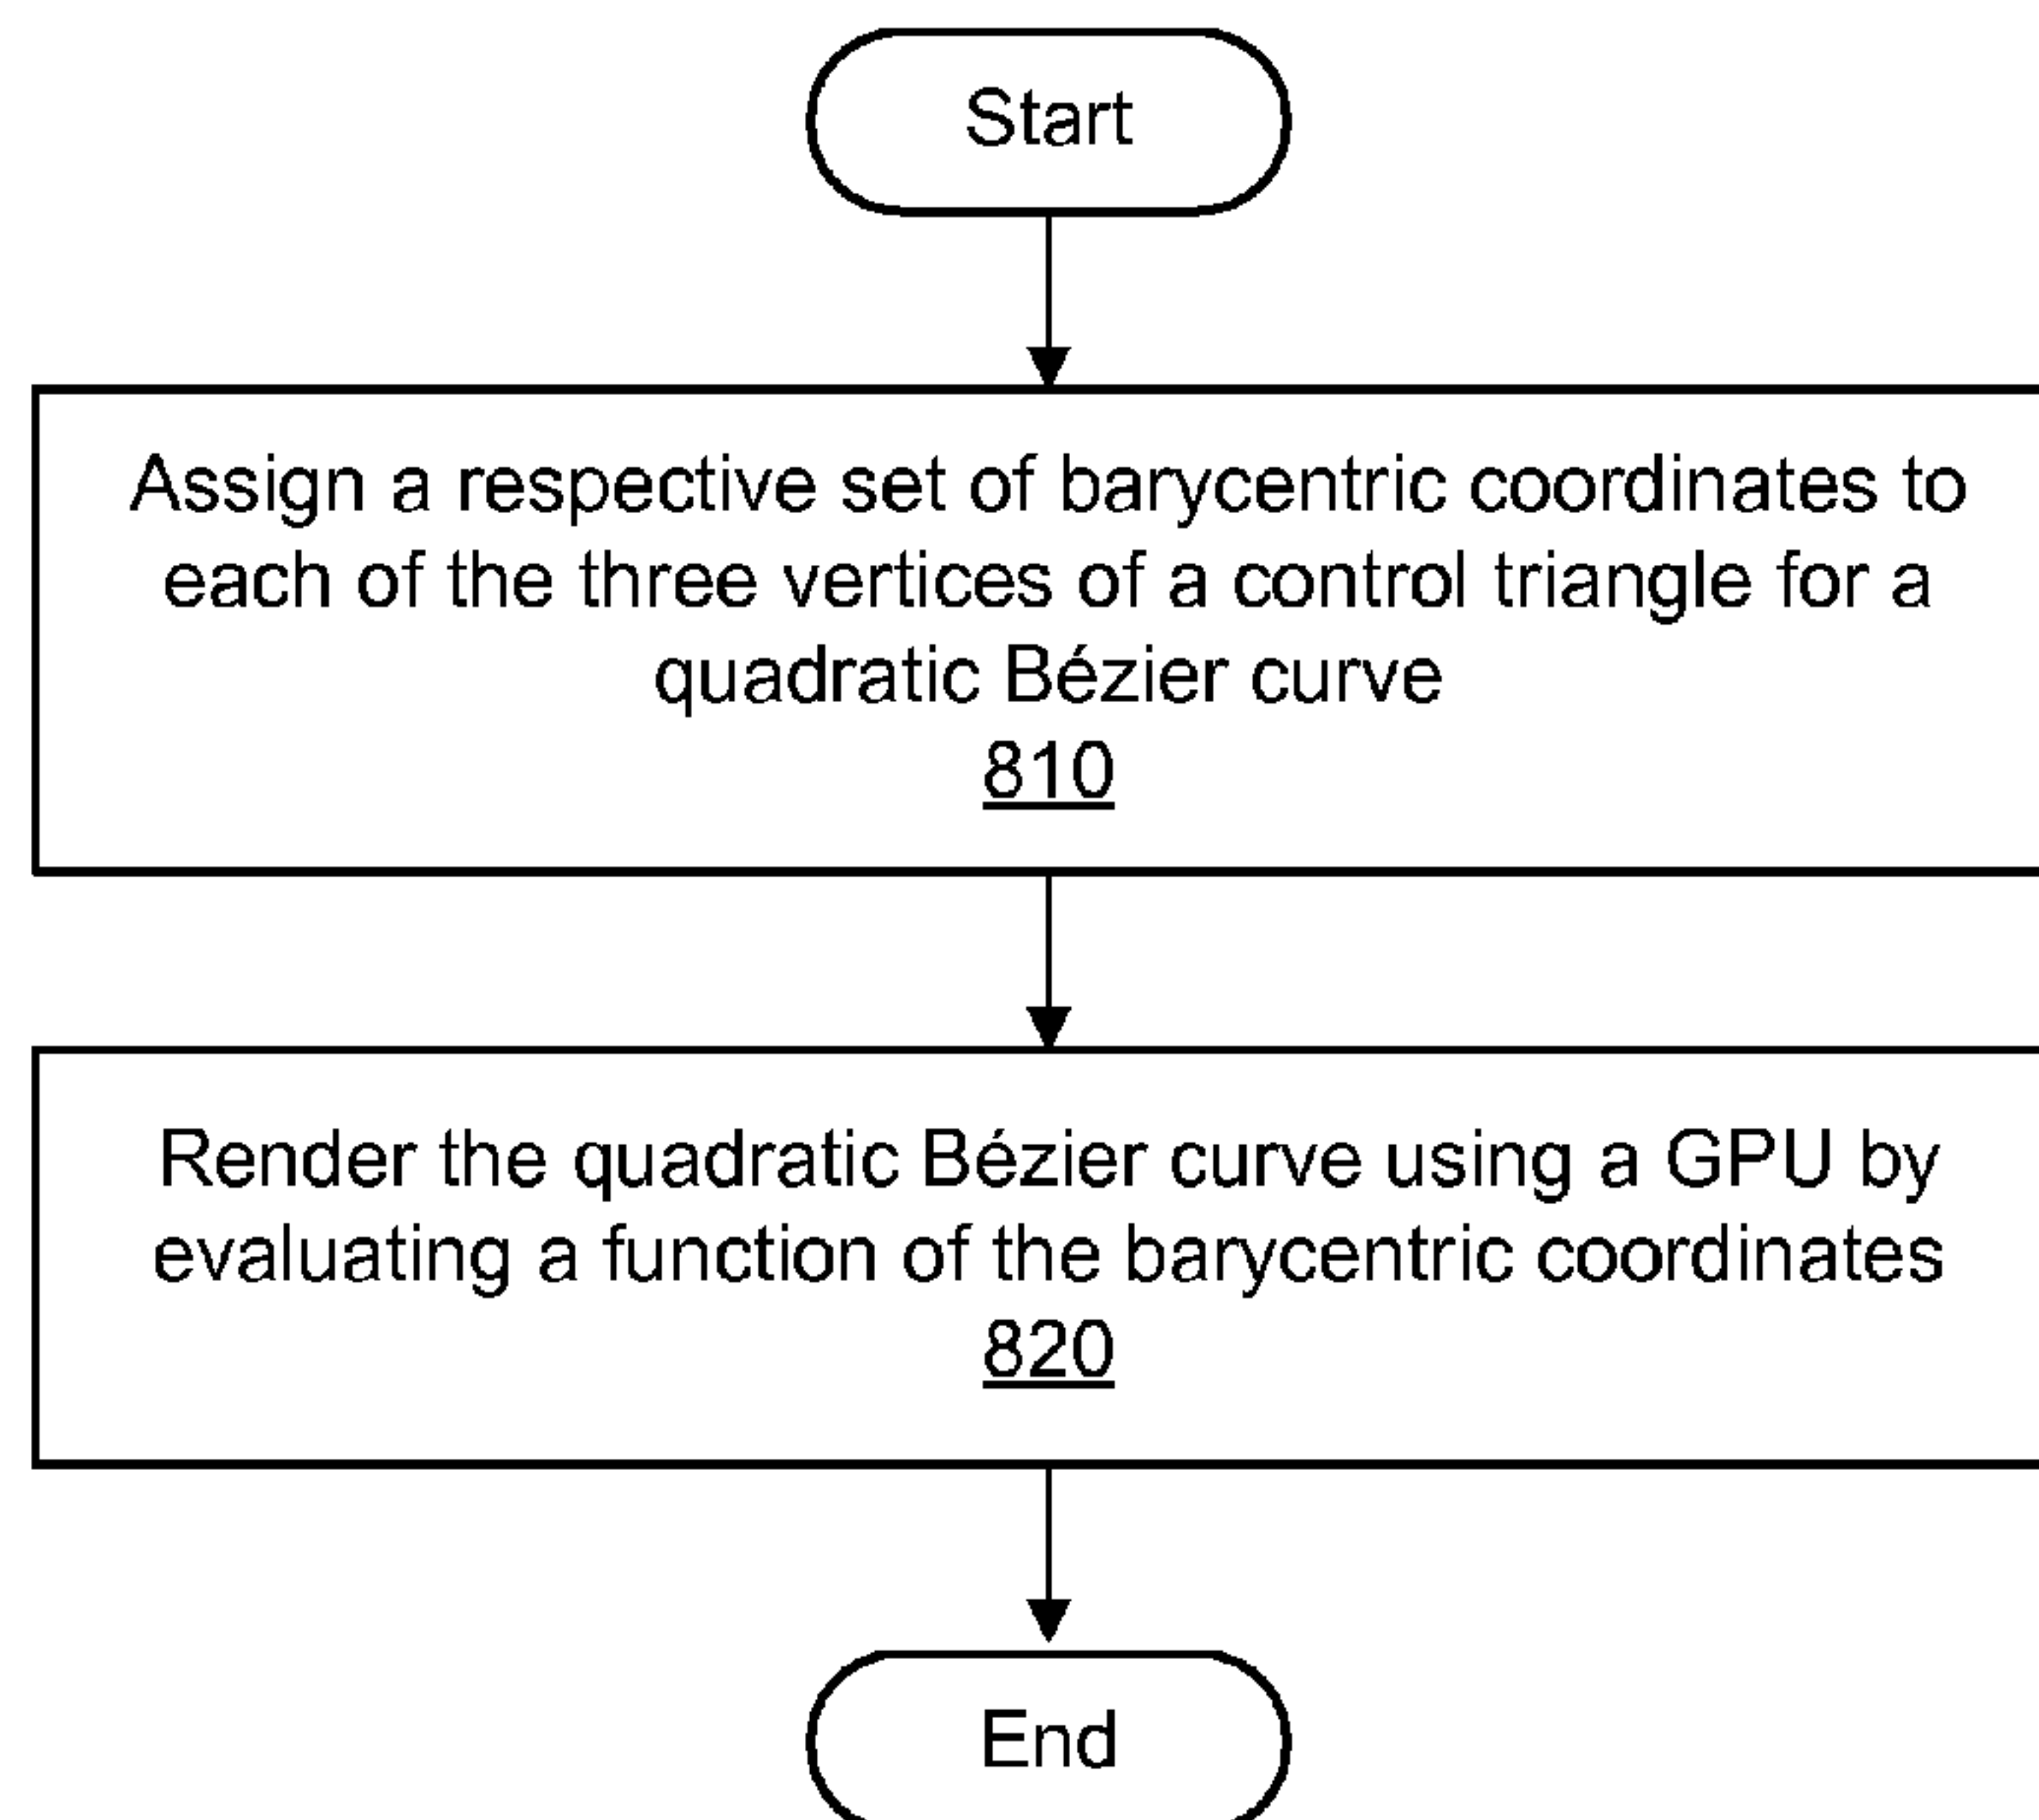 Start
Assign a respective set of barycentric coordinates to
each of the three vertices of a control triangle for a
quadratic Bézier curve
810
Render the quadratic Bézier curve using a GPU by
evaluating a function of the barycentric coordinates
820
End